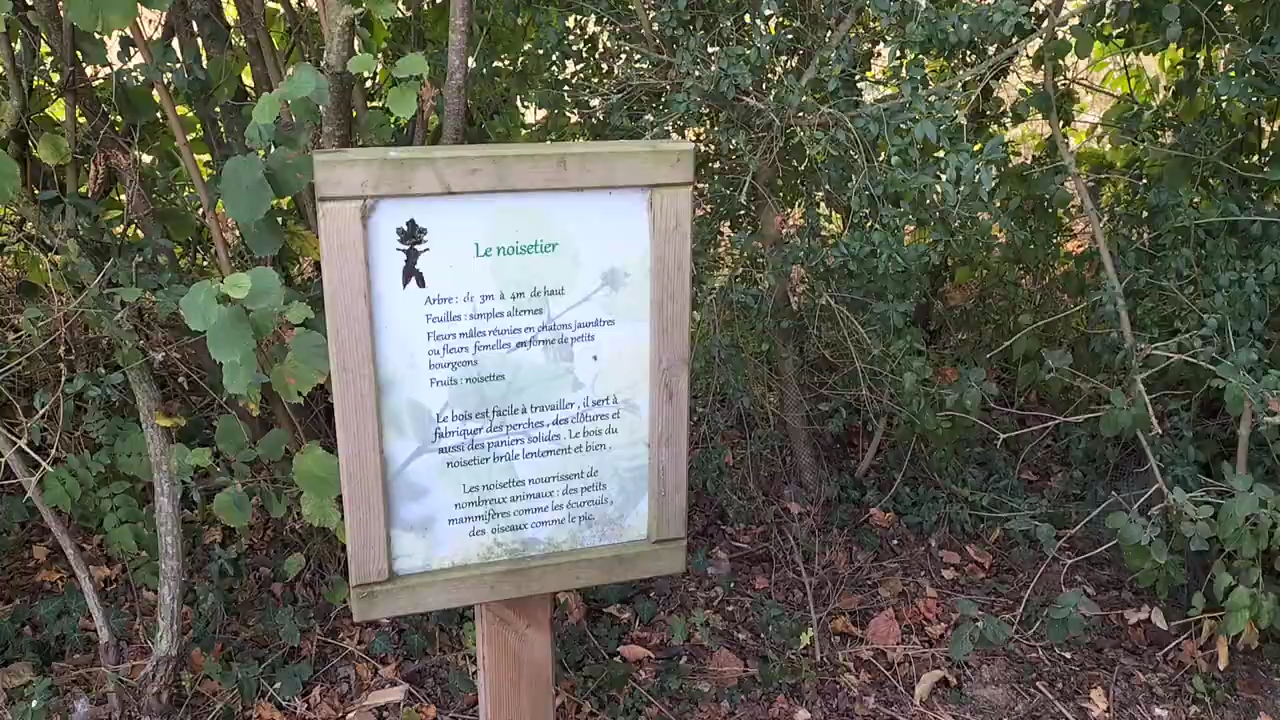 Le noisetier
Arbre : de 3m à 4m de haut
Feuilles : simples alternes
Fleurs mâles réunies en chatons jaunâtres
ou fleurs femelles en forme de petits
bourgeons
Fruits : noisettes
Le bois est facile à travailler , il sert à
fabriquer des perches , des clôtures et
aussi des paniers solides . Le bois du
noisetier brûle lentement et bien .
Les noisettes nourrissent de
nombreux animaux : des petits
mammifères comme les écureuils ,
des oiseaux comme le pic.